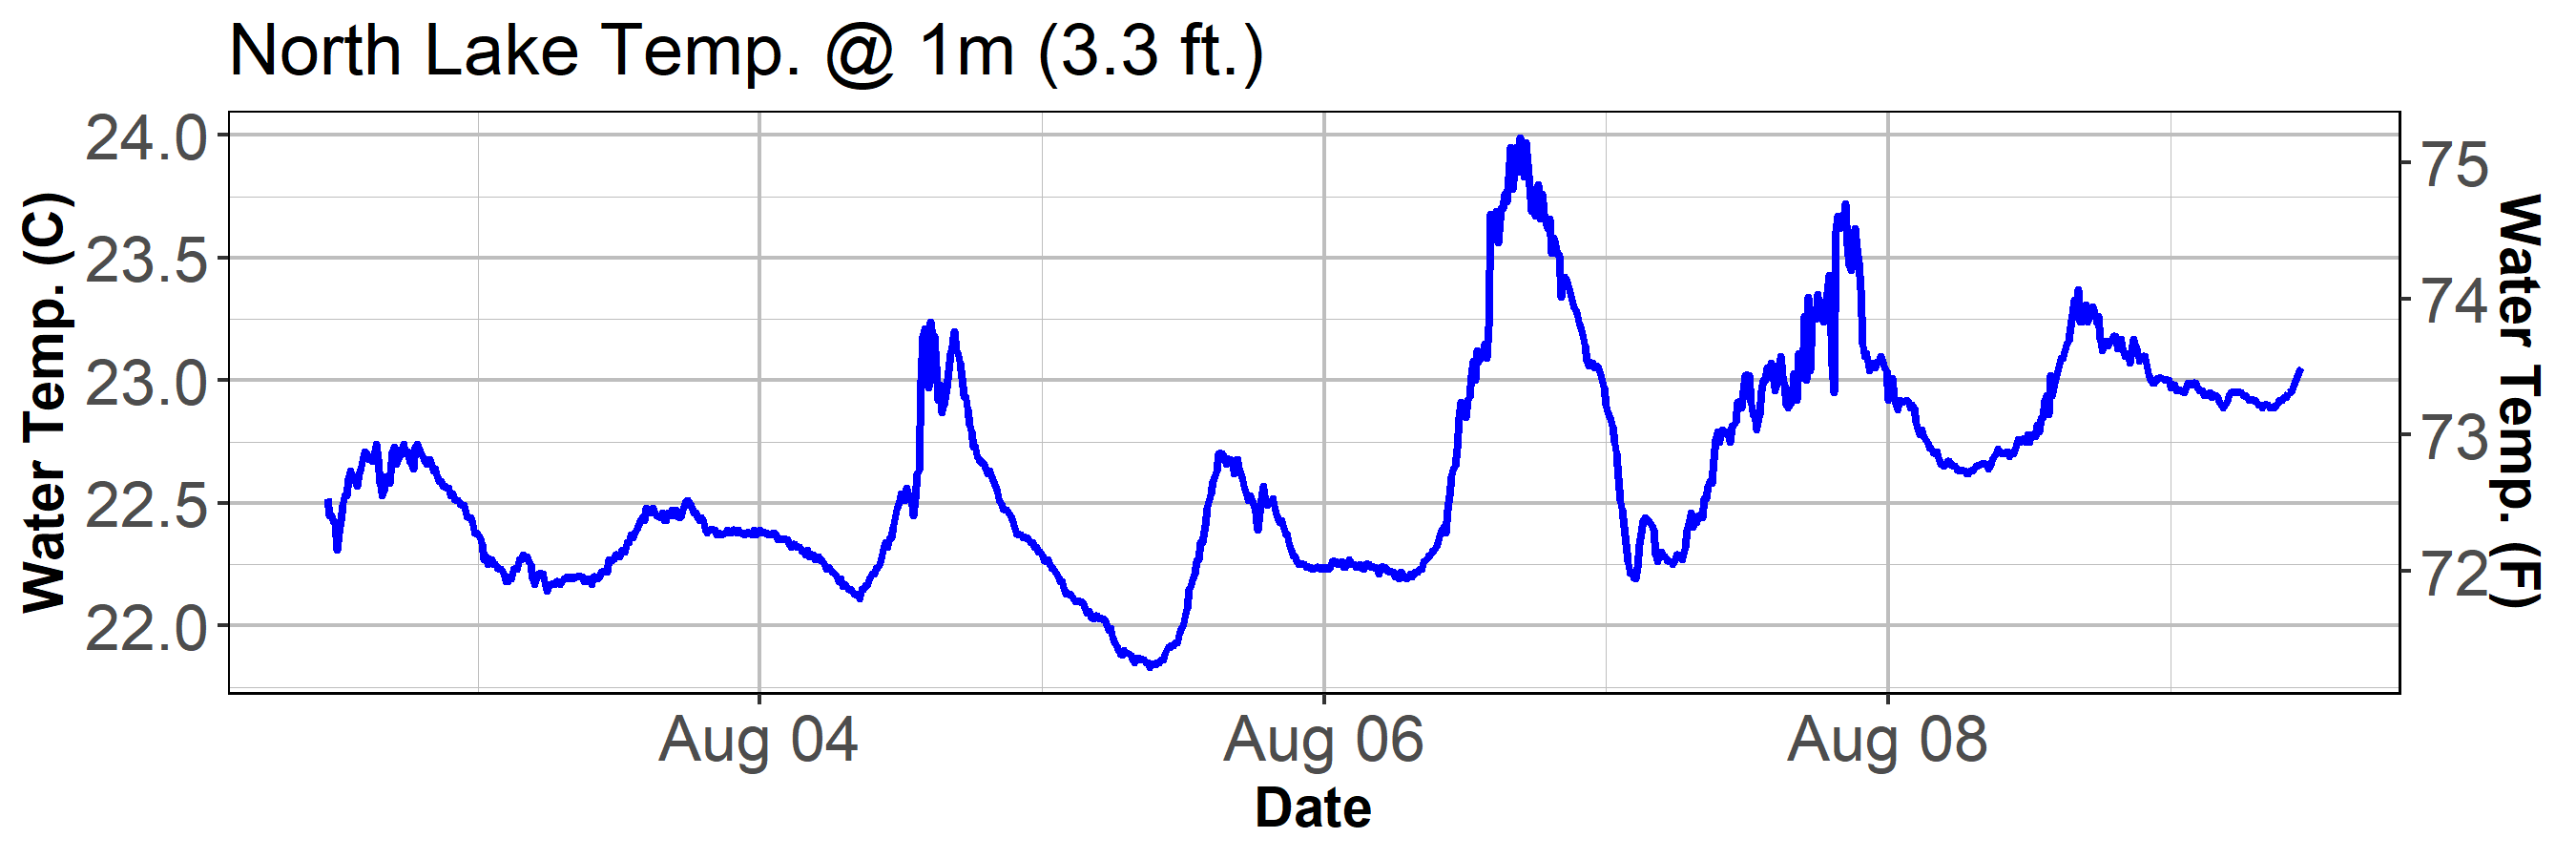 North Lake Temp. @ 1m (3.3 ft.)
Water Temp. (C)
24.0
23.5
23.0
22.5
22.0
75
74
73
72
Water Temp. (F)
Aug 04 Aug 06 Aug 08
Date